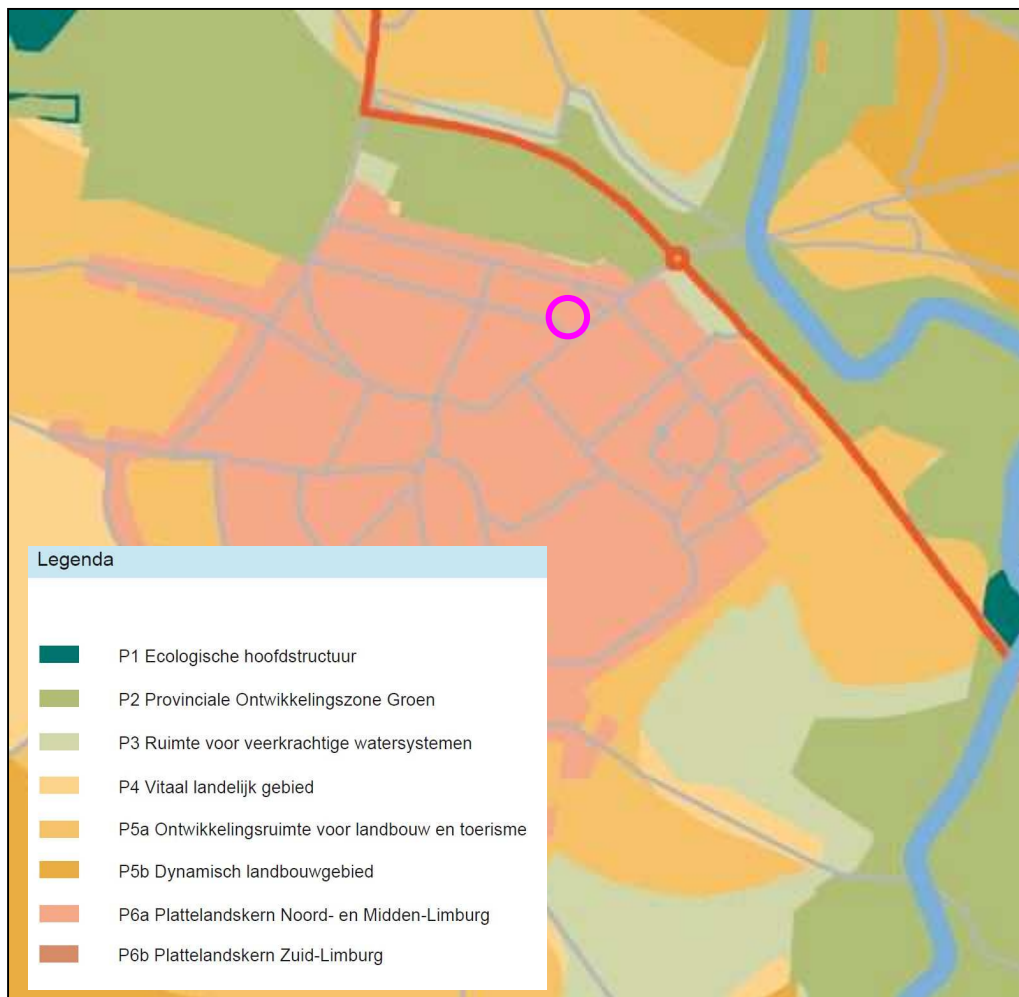 Legenda
P1 Ecologische hoofdstructuur
P2 Provinciale Ontwikkelingszone Groen
P3 Ruimte voor veerkrachtige watersystemen
P4 Vitaal landelijk gebied
P5a Ontwikkelingsruimte voor landbouw en toerisme
P5b Dynamisch landbouwgebied
P6a Plattelandskern Noord- en Midden-Limburg
P6b Plattelandskern Zuid-Limburg